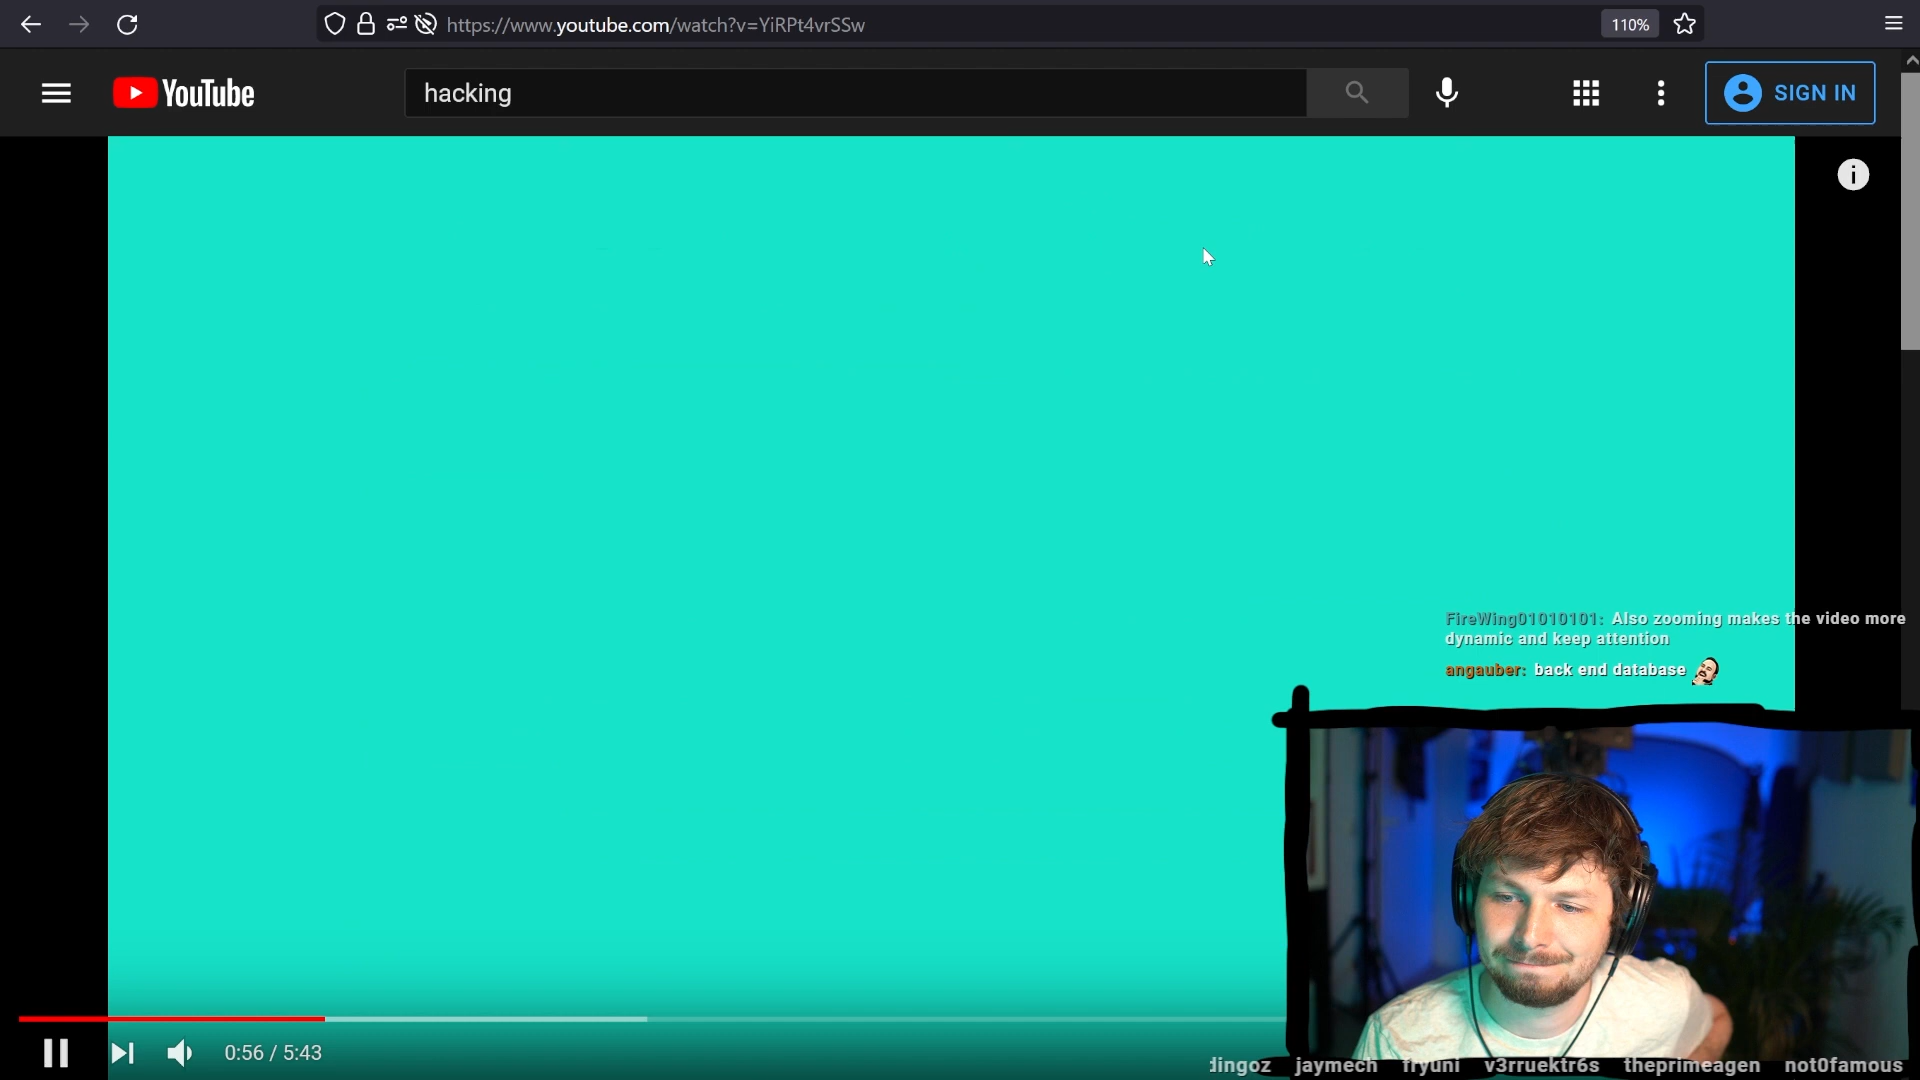 https://www.youtube.com/watch?v=YiRPt4vrSSw
110%
YouTube
hacking
SIGN IN
FireWing01010101: Also zooming makes the video more
dynamic and keep attention
angauber: back end database
0:56 / 5:43
dingoz jaymech fryuni v3rruektr6s theprimeagen not0famous